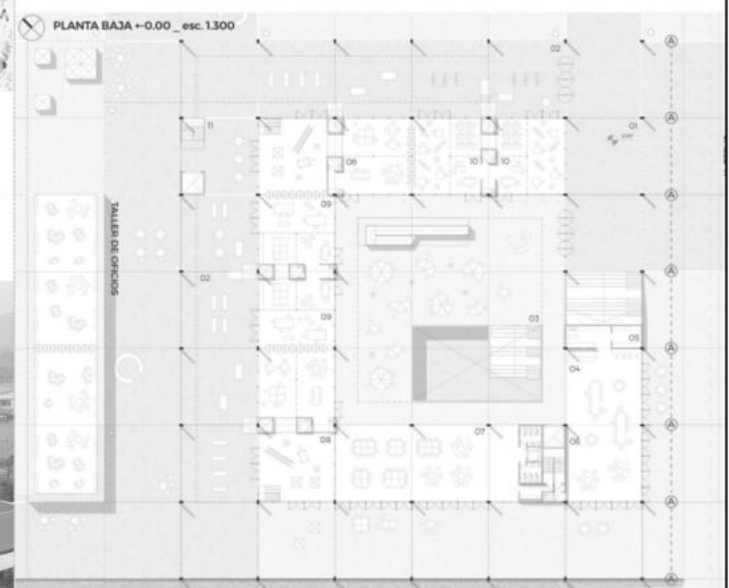 PLANTA BAJA +-0.00 _ esc. 1.300
02
A
01
11
A
08
10
10
A
09
TALLER DE OFICIOS
02
A
03
09
05
A
04
08
07
06
A
A
A